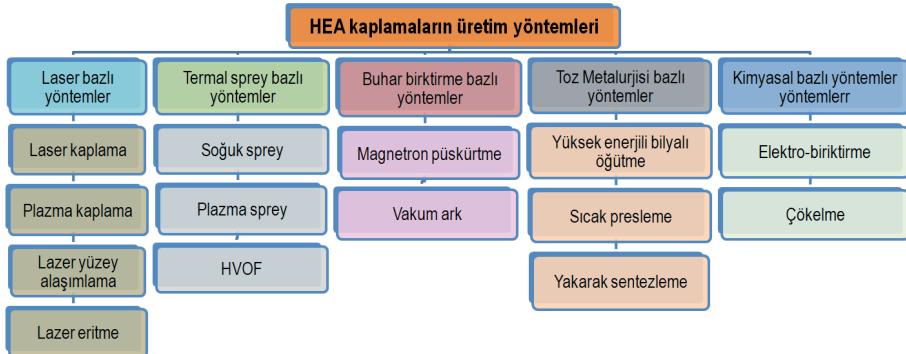 HEA kaplamaların üretim yöntemleri
Laser bazlı
yöntemler
Laser kaplama
Plazma kaplama
Lazer yüzey
alaşımlama
Lazer eritme
Termal sprey bazlı
yöntemler
Soğuk sprey
Plazma sprey
HVOF
Buhar birktirme bazlı
yöntemler
Magnetron püskürtme
Vakum ark
Toz Metalurjisi bazlı
yöntemler
Yüksek enerjili bilyalı
öğütme
Sıcak presleme
Yakarak sentezleme
Kimyasal bazlı yöntemler
yöntemlerr
Elektro-biriktirme
Çökelme